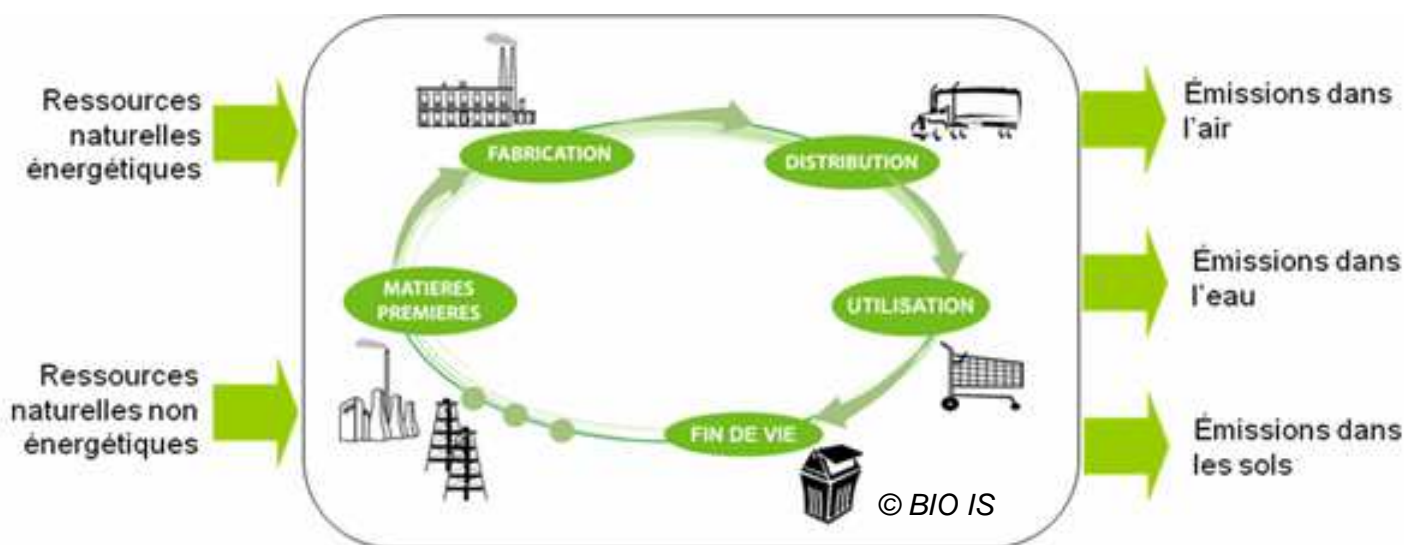 Ressources
naturelles
énergétiques
Ressources
naturelles non
énergétiques
FABRICATION
DISTRIBUTION
MATIERES
PREMIERES
UTILISATION
FIN DE VIE
© BIO IS
Émissions dans
l'air
Émissions dans
l'eau
Émissions dans
les sols